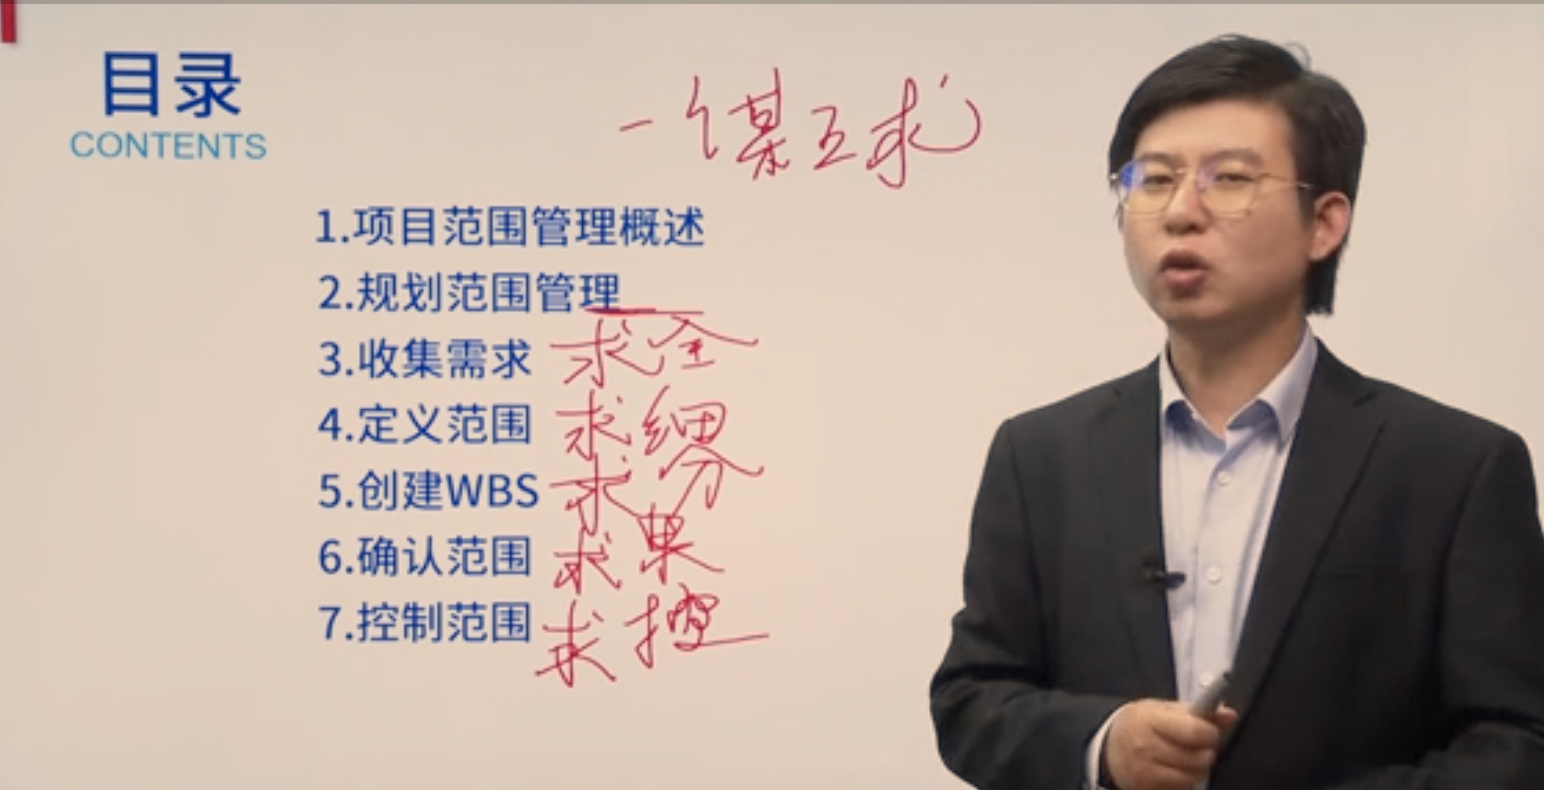 目录
CONTENTS
一谋五求
1.项目范围管理概述
2.规划范围管理
3.收集需求 求全
4.定义范围 求细
5.创建WBS 求分
6.确认范围 求果
7.控制范围 求控